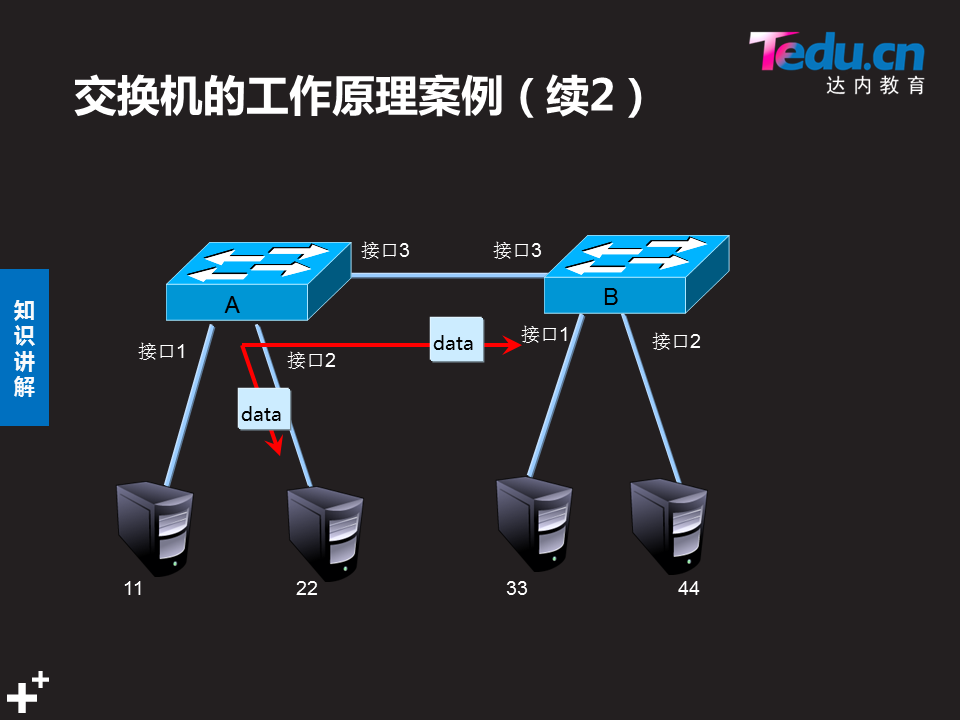 Tedu.cn
达内教育
交换机的工作原理案例（续2）
接口3
接口3
A
B
接口1
接口2
data
接口1
接口2
data
知识讲解
11
22
33
44